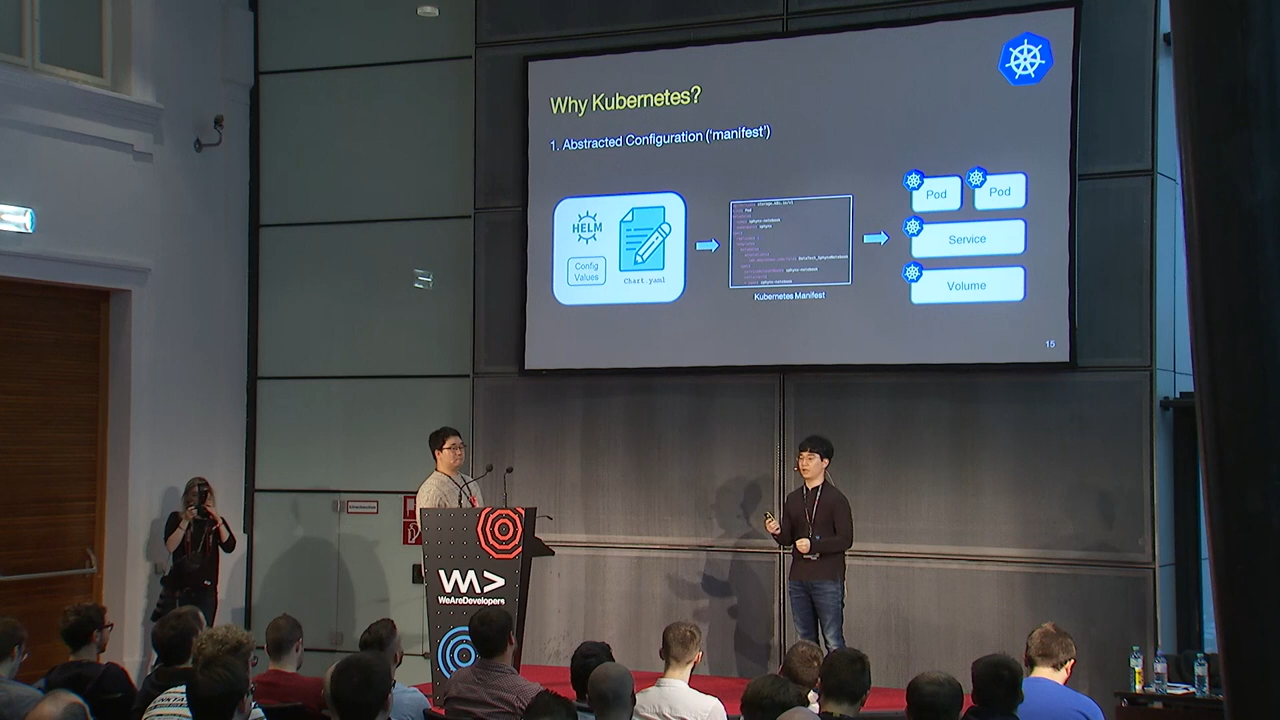 Why Kubernetes?
1. Abstracted Configuration ('manifest')
HELM
Config
Values
Chart.yaml
Kubernetes Manifest
Pod
Pod
Service
Volume
15
WeAreDevelopers